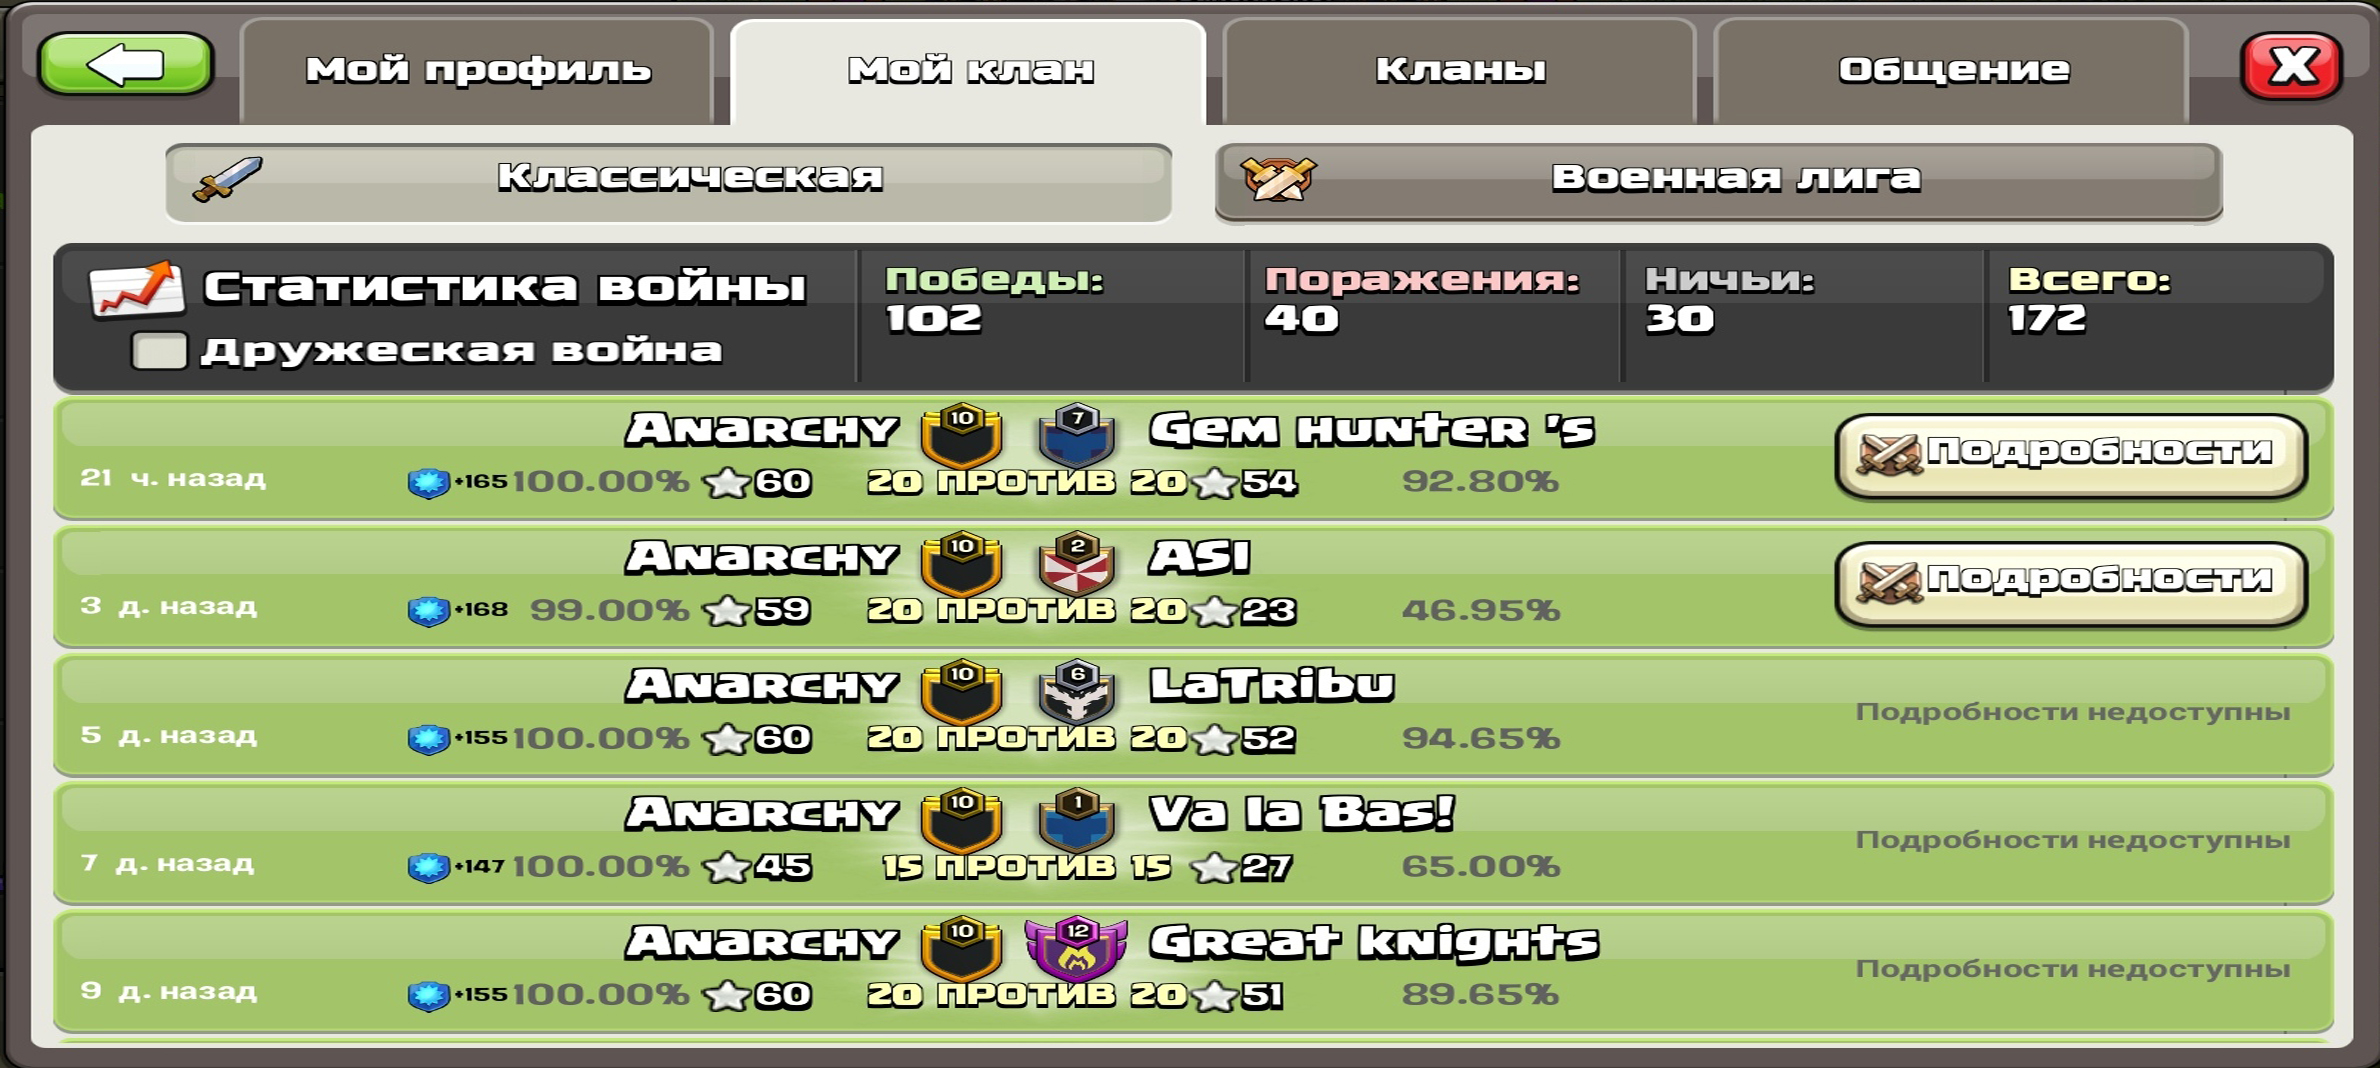 Мой профиль Мой клан Кланы Общение X
Классическая Военная лига
Статистика войны Победы: Поражения: Ничьи: Всего:
102 40 30 172
Дружеская война
Anarchy 10 7 Gem Hunter 's
21 ч. назад +165 100.00% 60 20 ПРОТИВ 20 54 92.80% Подробности
Anarchy 10 2 ASI
3 д. назад +168 99.00% 59 20 ПРОТИВ 20 23 46.95% Подробности
Anarchy 10 6 LaTribu
5 д. назад +155 100.00% 60 20 ПРОТИВ 20 52 94.65% Подробности недоступны
Anarchy 10 1 Va la Bas!
7 д. назад +147 100.00% 45 15 ПРОТИВ 15 27 65.00% Подробности недоступны
Anarchy 10 12 Great knights
9 д. назад +155 100.00% 60 20 ПРОТИВ 20 51 89.65% Подробности недоступны